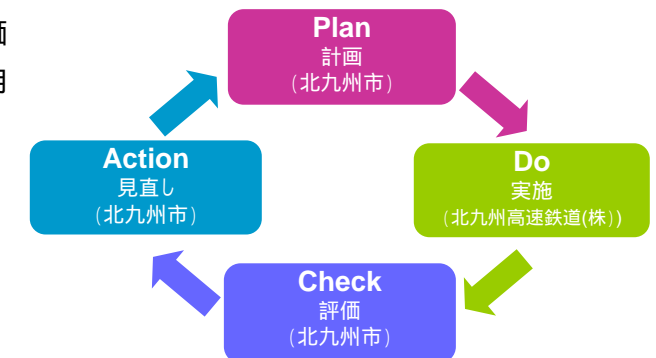 価
Plan
計画
(北九州市)
Action
見直し
(北九州市)
Do
実施
(北九州高速鉄道(株))
Check
評価
(北九州市)